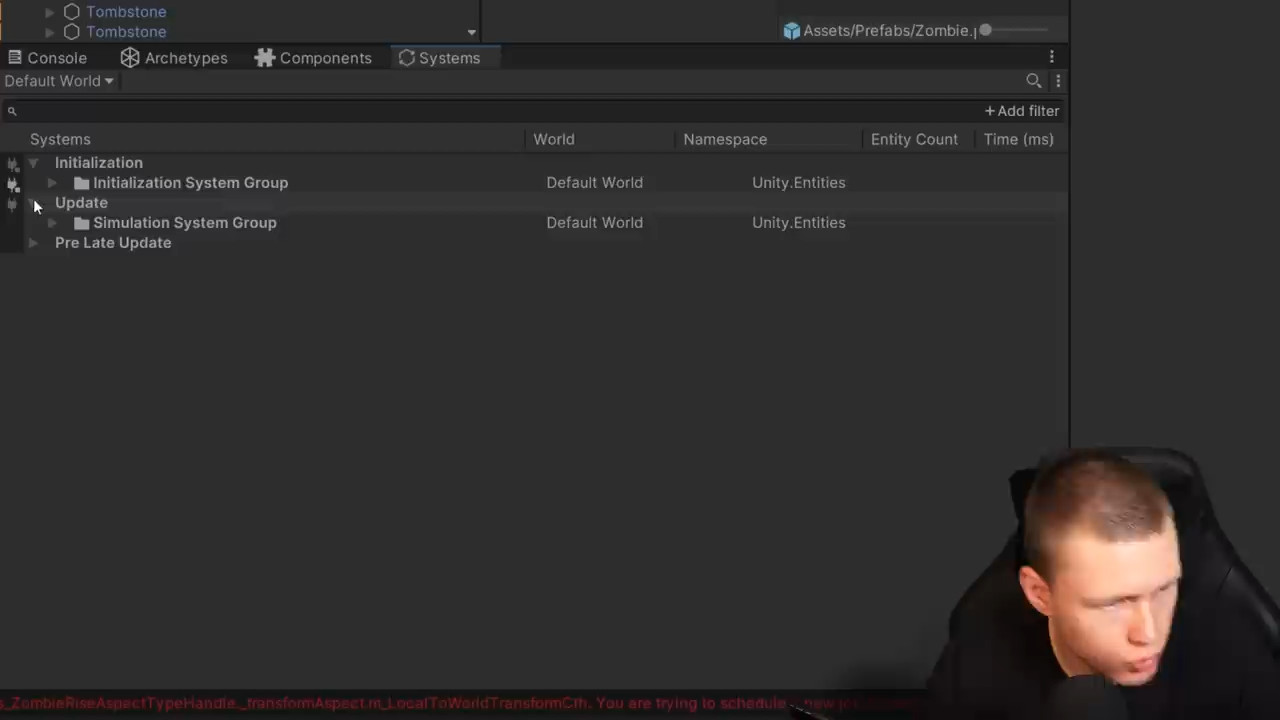 Tombstone
Tombstone
Assets/Prefabs/Zombie.p
Console Archetypes Components Systems
Default World
+ Add filter
Systems World Namespace Entity Count Time (ms)
Initialization
Initialization System Group Default World Unity.Entities
Update
Simulation System Group Default World Unity.Entities
Pre Late Update
s_ZombieRiseAspectTypeHandle._transformAspect.m_LocalToWorldTransformCth. You are trying to schedule